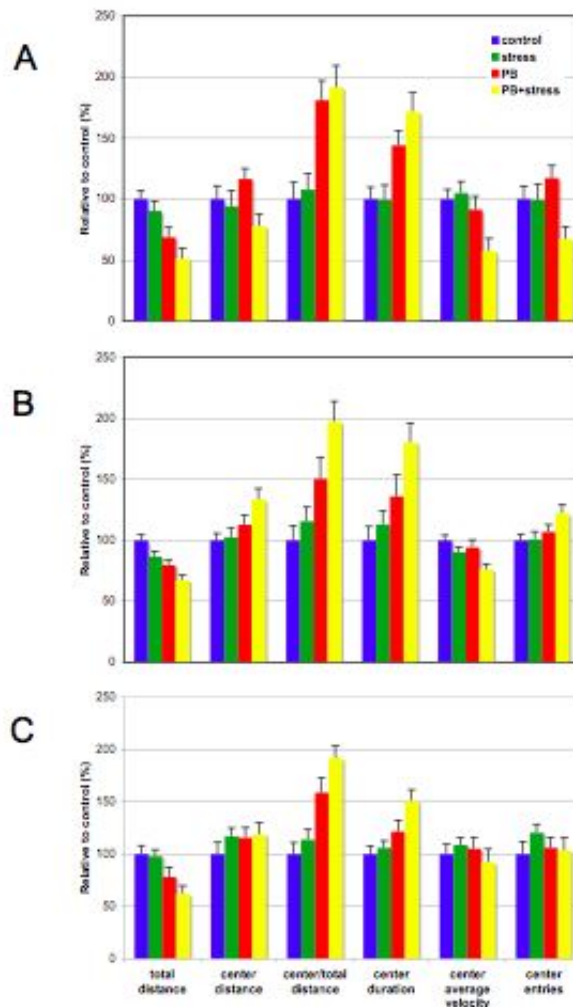 A
250
200
150
100
50
0
Relative to control (%)
control
stress
PB
PB+stress
B
250
200
150
100
50
0
Relative to control (%)
C
250
200
150
100
50
0
Relative to control (%)
total distance
center distance
center/total distance
center duration
center average velocity
center entries